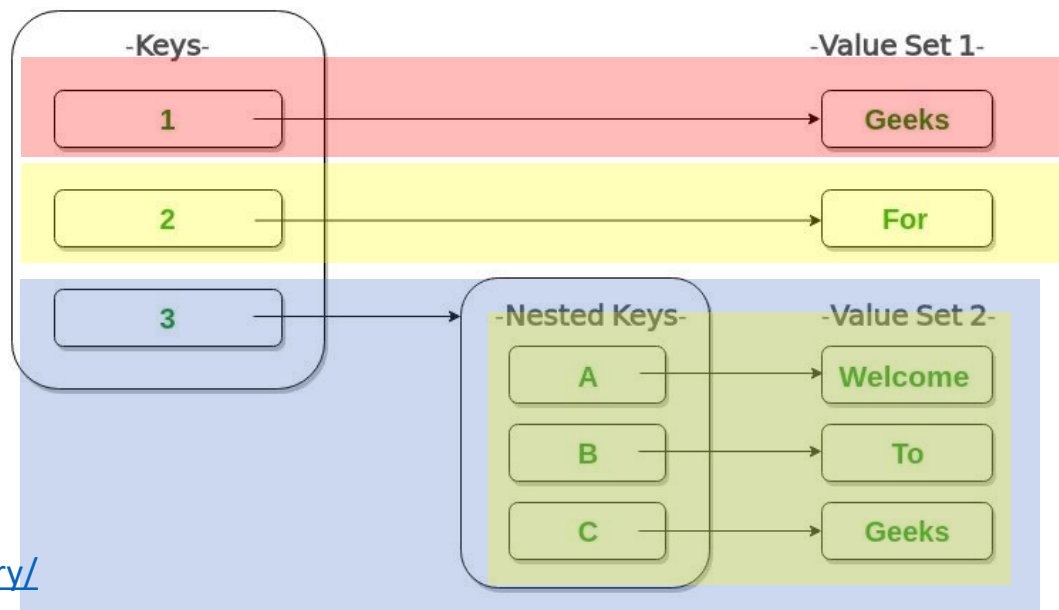 -Keys-
-Value Set 1-
1
Geeks
2
For
3
-Nested Keys-
-Value Set 2-
A
Welcome
B
To
C
Geeks
ry/